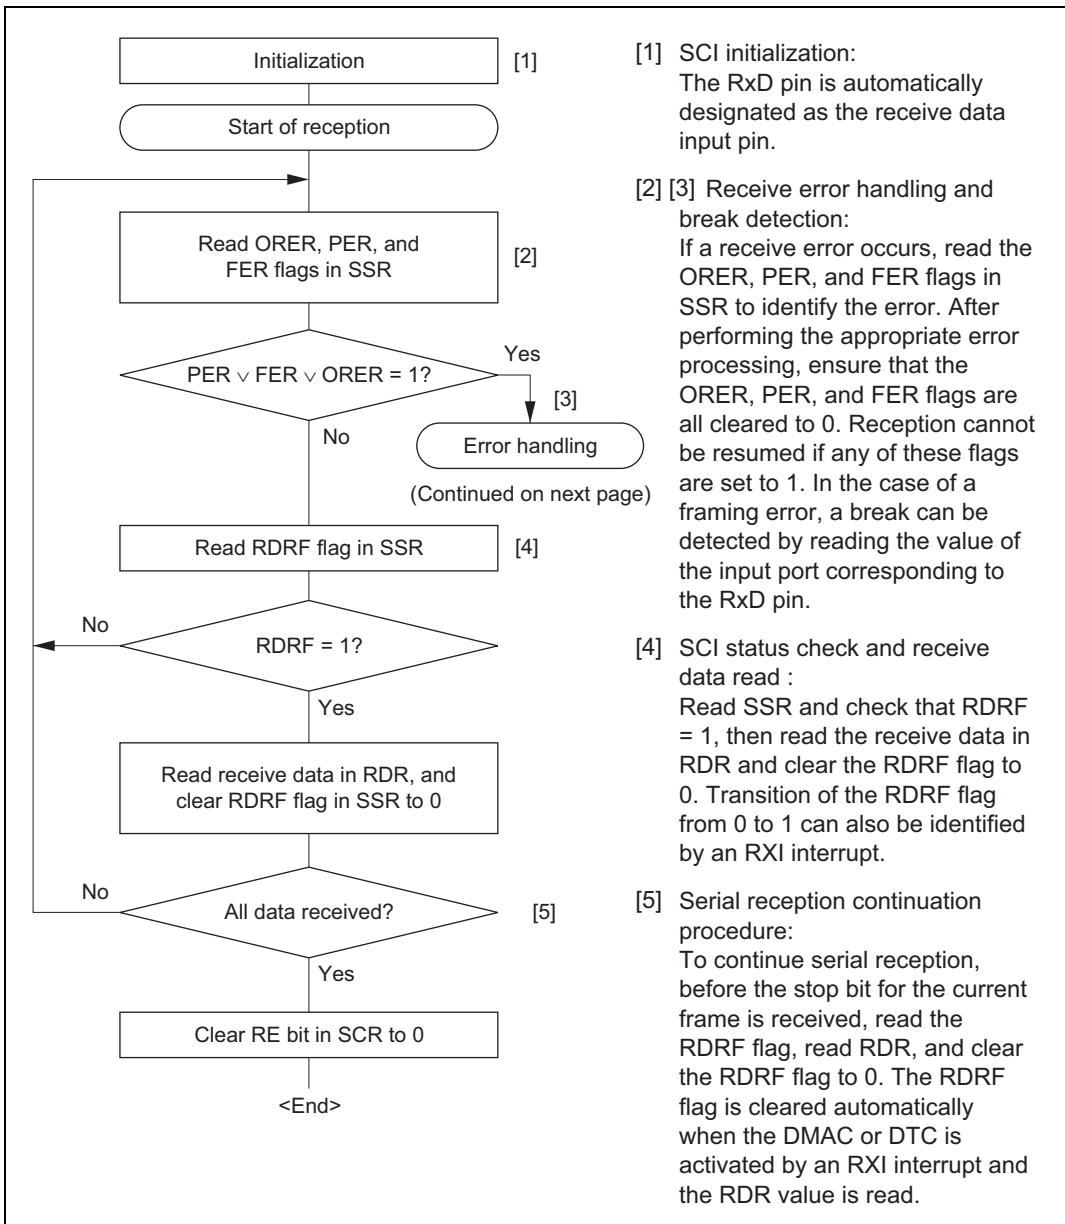 Initialization
[1]
Start of reception
Read ORER, PER, and
FER flags in SSR
[2]
PER ∨ FER ∨ ORER = 1?
Yes
[3]
No
Error handling
(Continued on next page)
Read RDRF flag in SSR
[4]
No
RDRF = 1?
Yes
Read receive data in RDR, and
clear RDRF flag in SSR to 0
No
All data received?
[5]
Yes
Clear RE bit in SCR to 0
<End>
[1] SCI initialization:
The RxD pin is automatically
designated as the receive data
input pin.
[2] [3] Receive error handling and
break detection:
If a receive error occurs, read the
ORER, PER, and FER flags in
SSR to identify the error. After
performing the appropriate error
processing, ensure that the
ORER, PER, and FER flags are
all cleared to 0. Reception cannot
be resumed if any of these flags
are set to 1. In the case of a
framing error, a break can be
detected by reading the value of
the input port corresponding to
the RxD pin.
[4] SCI status check and receive
data read :
Read SSR and check that RDRF
= 1, then read the receive data in
RDR and clear the RDRF flag to
0. Transition of the RDRF flag
from 0 to 1 can also be identified
by an RXI interrupt.
[5] Serial reception continuation
procedure:
To continue serial reception,
before the stop bit for the current
frame is received, read the
RDRF flag, read RDR, and clear
the RDRF flag to 0. The RDRF
flag is cleared automatically
when the DMAC or DTC is
activated by an RXI interrupt and
the RDR value is read.